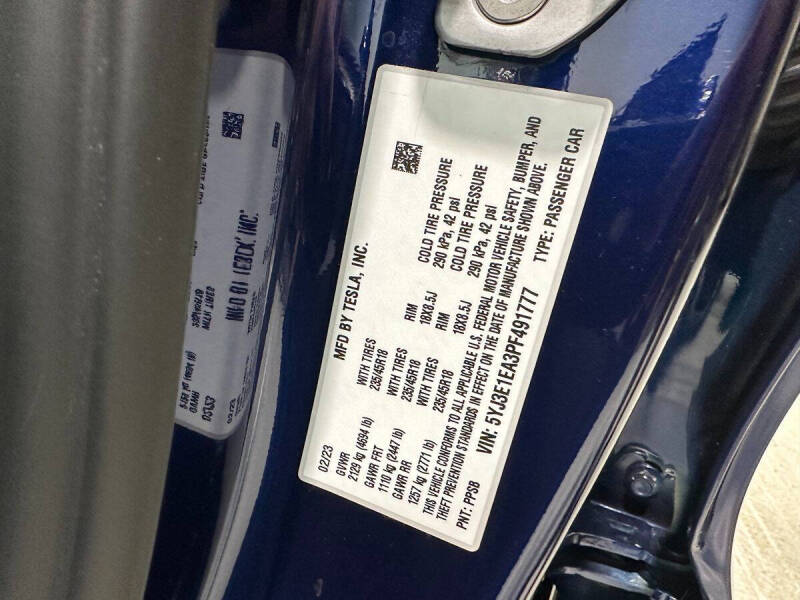 MFD BY TESLA, INC.
02/23
GVWR
2129 kg (4694 lb)
GAWR FRT WITH TIRES RIM COLD TIRE PRESSURE
1110 kg (2447 lb) 235/45R18 18X8.5J 290 kPa, 42 psi
GAWR RR WITH TIRES RIM COLD TIRE PRESSURE
1257 kg (2771 lb) 235/45R18 18X8.5J 290 kPa, 42 psi
THIS VEHICLE CONFORMS TO ALL APPLICABLE U.S. FEDERAL MOTOR VEHICLE SAFETY, BUMPER, AND
THEFT PREVENTION STANDARDS IN EFFECT ON THE DATE OF MANUFACTURE SHOWN ABOVE.
VIN: 5YJ3E1EA3PF491777 TYPE: PASSENGER CAR
PNT: PPSB